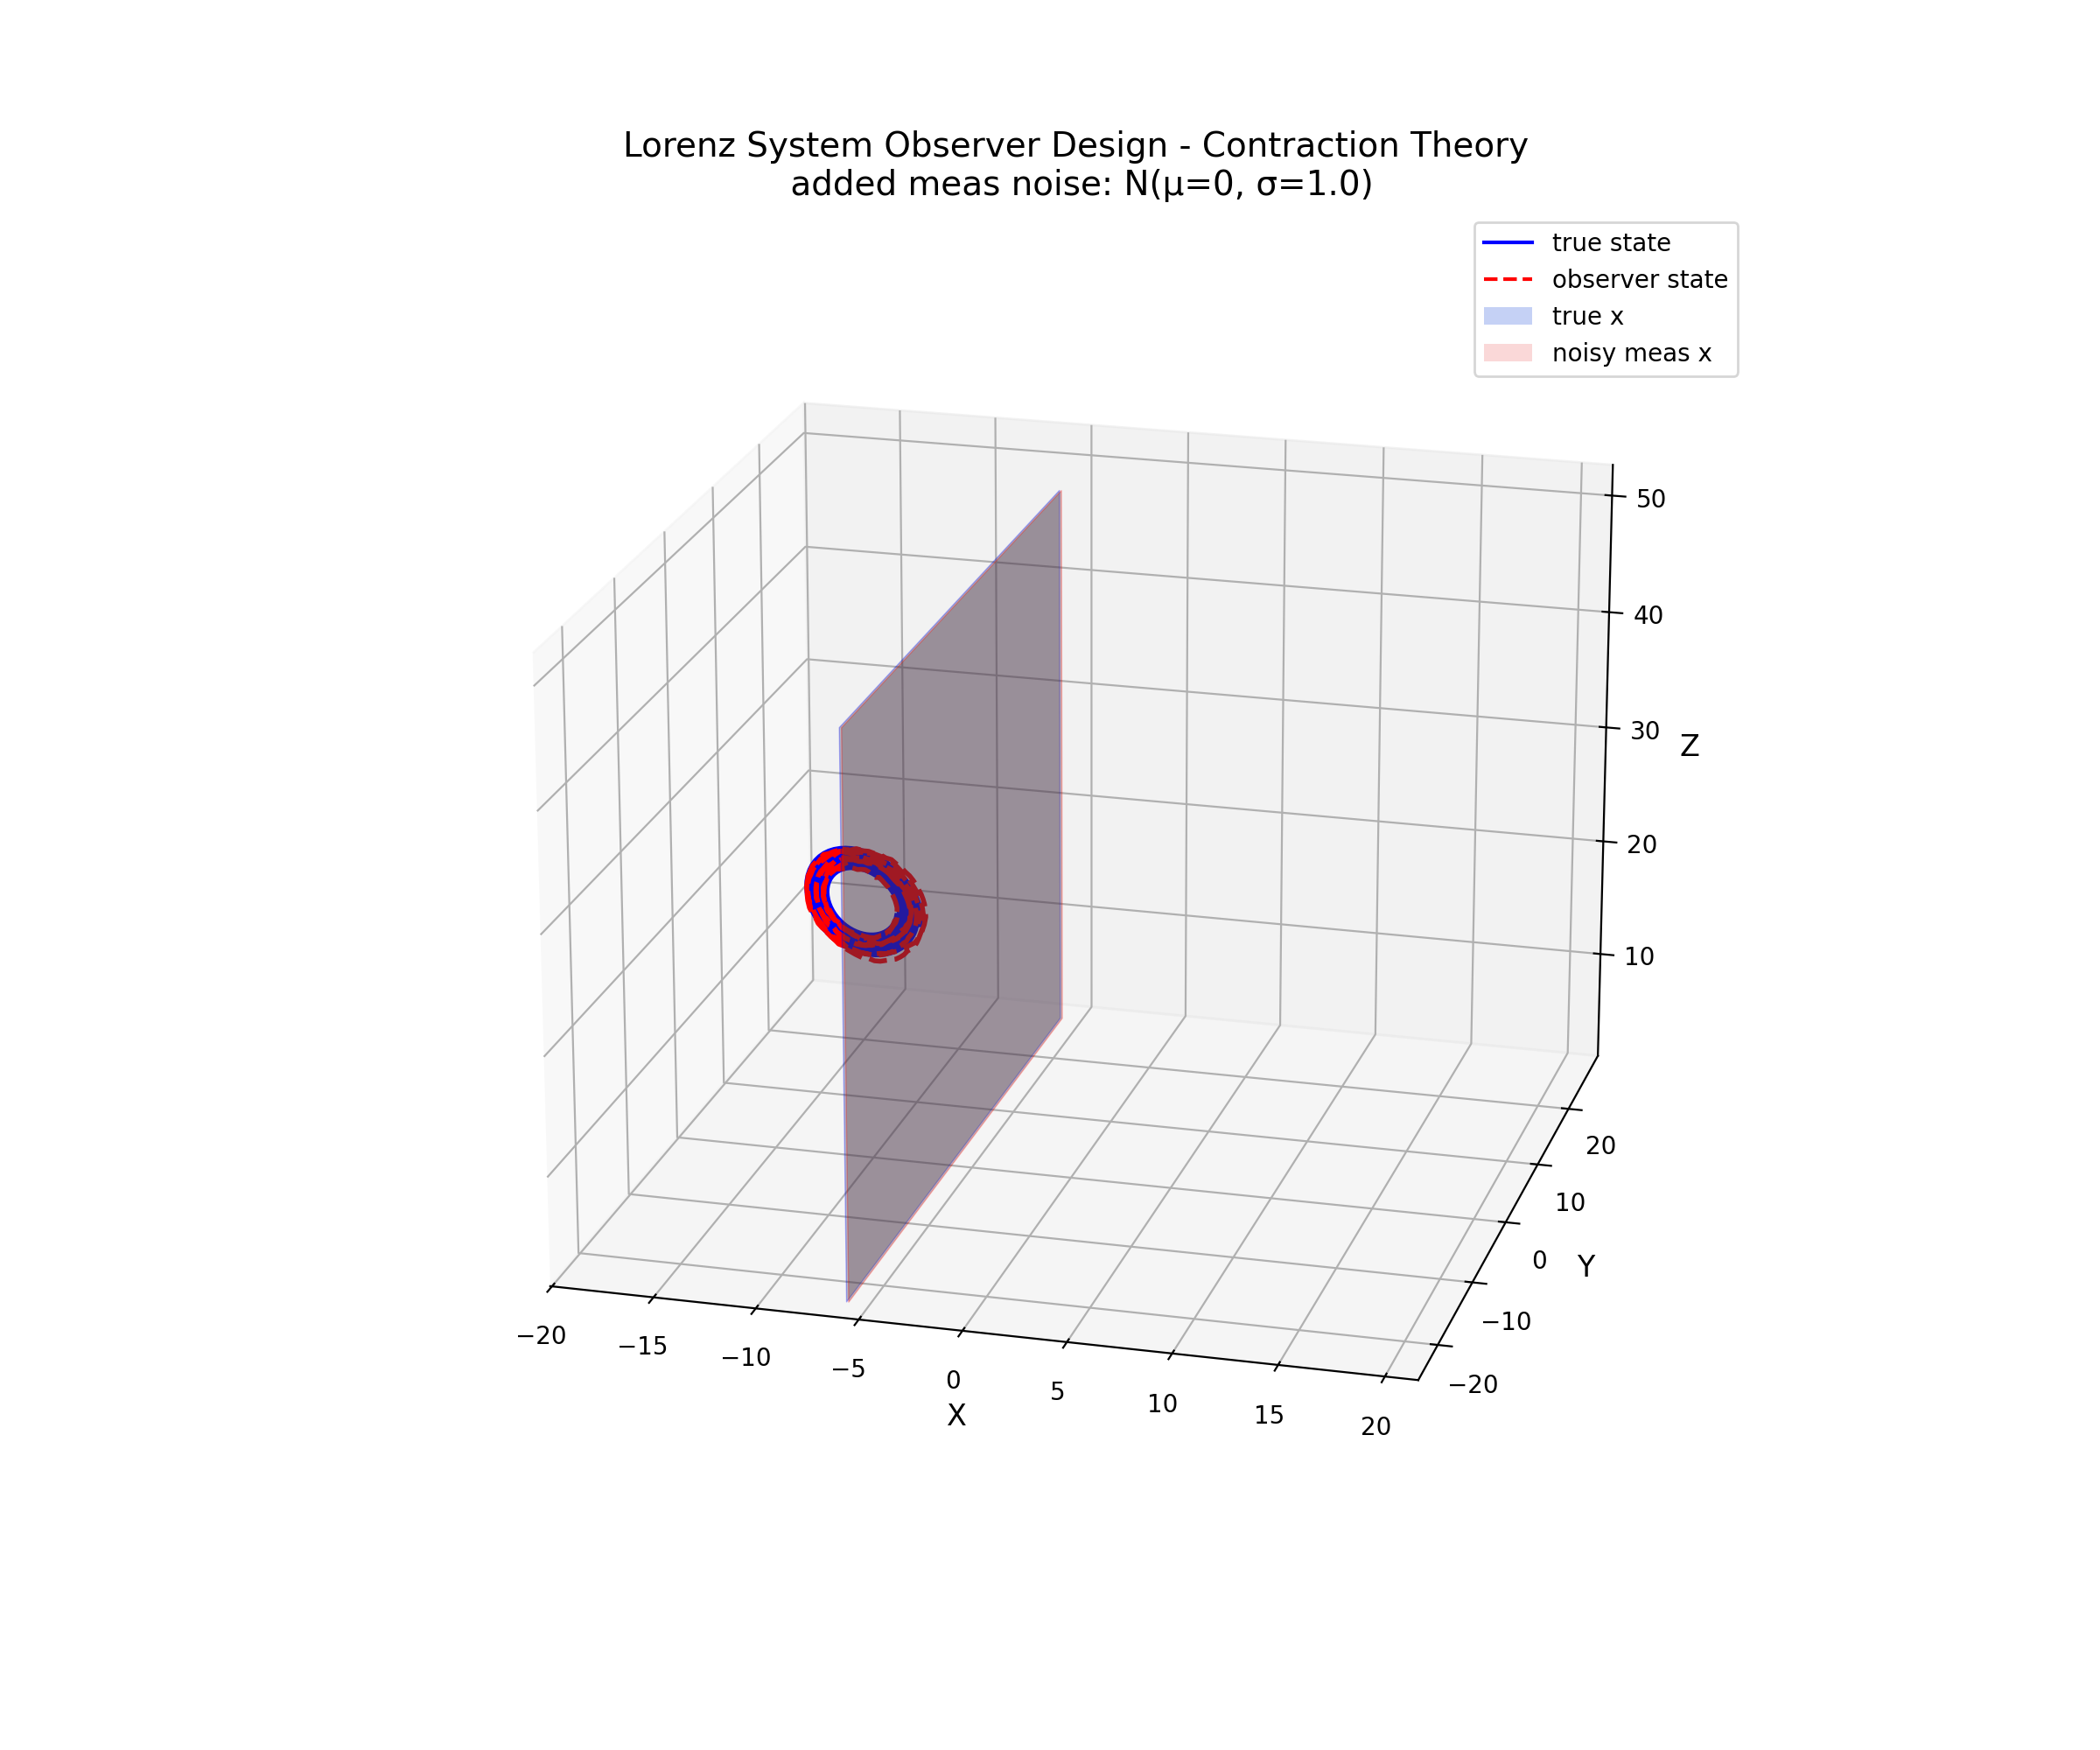 Lorenz System Observer Design - Contraction Theory
added meas noise: N(μ=0, σ=1.0)
true state
observer state
true x
noisy meas x
50
40
30
20
10
Z
20
10
0
−10
−20
Y
−20
−15
−10
−5
0
5
10
15
20
X